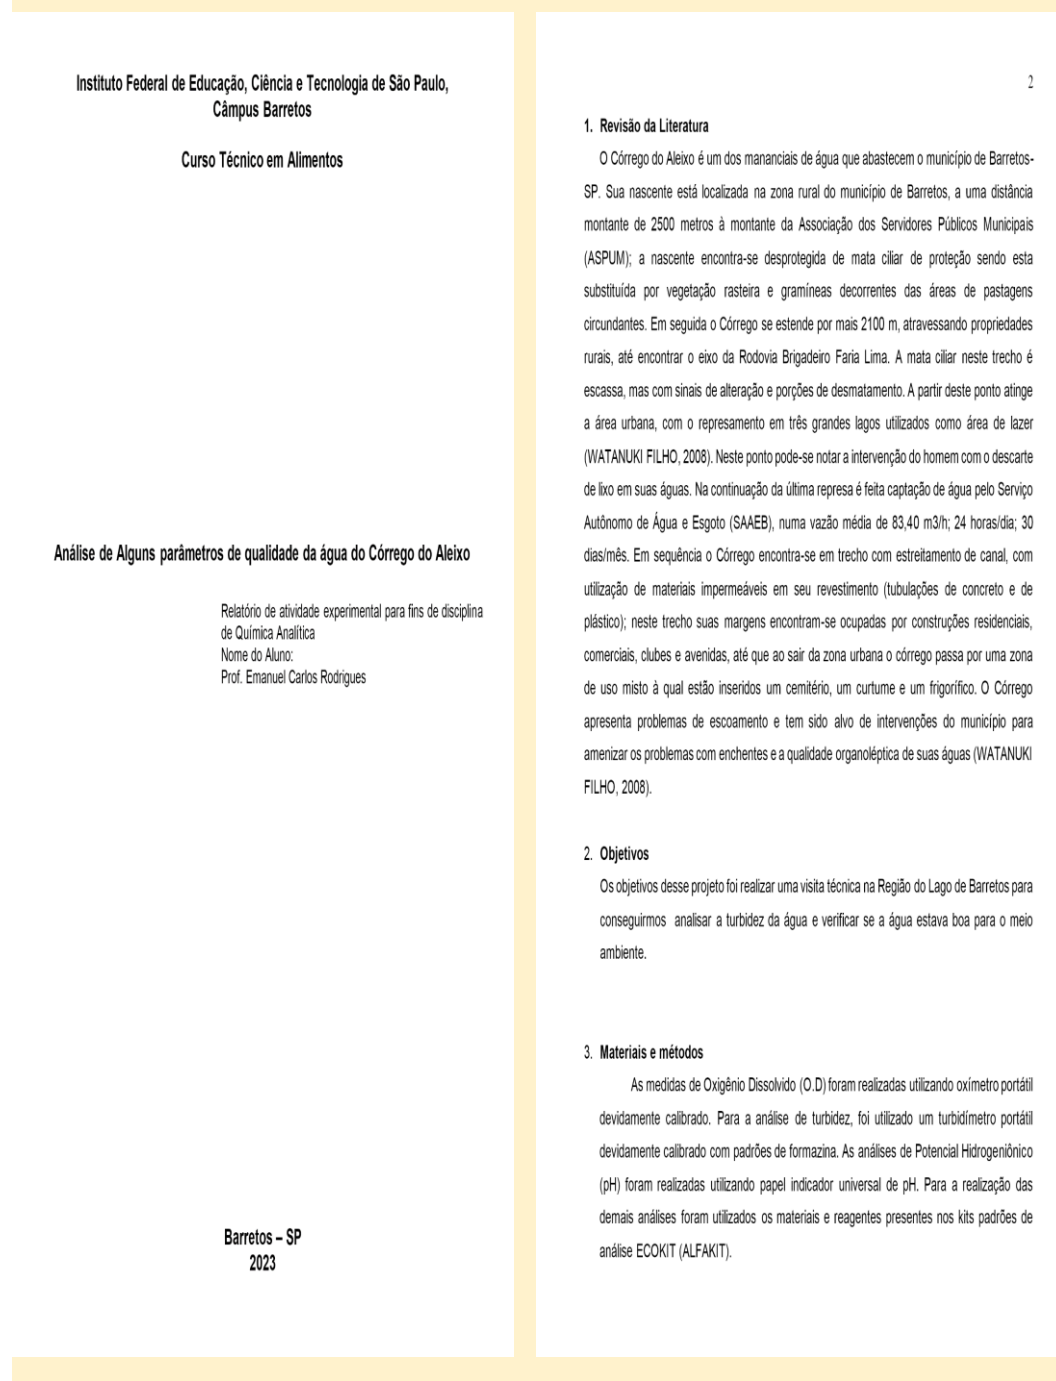 Instituto Federal de Educação, Ciência e Tecnologia de São Paulo,
Câmpus Barretos
Curso Técnico em Alimentos
Análise de Alguns parâmetros de qualidade da água do Córrego do Aleixo
Relatório de atividade experimental para fins de disciplina
de Química Analítica
Nome do Aluno:
Prof. Emanuel Carlos Rodrigues
Barretos – SP
2023
2
1. Revisão da Literatura
O Córrego do Aleixo é um dos mananciais de água que abastecem o município de Barretos-
SP. Sua nascente está localizada na zona rural do município de Barretos, a uma distância
montante de 2500 metros à montante da Associação dos Servidores Públicos Municipais
(ASPUM); a nascente encontra-se desprotegida de mata ciliar de proteção sendo esta
substituída por vegetação rasteira e gramíneas decorrentes das áreas de pastagens
circundantes. Em seguida o Córrego se estende por mais 2100 m, atravessando propriedades
rurais, até encontrar o eixo da Rodovia Brigadeiro Faria Lima. A mata ciliar neste trecho é
escassa, mas com sinais de alteração e porções de desmatamento. A partir deste ponto atinge
a área urbana, com o represamento em três grandes lagos utilizados como área de lazer
(WATANUKI FILHO, 2008). Neste ponto pode-se notar a intervenção do homem com o descarte
de lixo em suas águas. Na continuação da última represa é feita captação de água pelo Serviço
Autônomo de Água e Esgoto (SAAEB), numa vazão média de 83,40 m3/h; 24 horas/dia; 30
dias/mês. Em sequência o Córrego encontra-se em trecho com estreitamento de canal, com
utilização de materiais impermeáveis em seu revestimento (tubulações de concreto e de
plástico); neste trecho suas margens encontram-se ocupadas por construções residenciais,
comerciais, clubes e avenidas, até que ao sair da zona urbana o córrego passa por uma zona
de uso misto à qual estão inseridos um cemitério, um curtume e um frigorífico. O Córrego
apresenta problemas de escoamento e tem sido alvo de intervenções do município para
amenizar os problemas com enchentes e a qualidade organoléptica de suas águas (WATANUKI
FILHO, 2008).
2. Objetivos
Os objetivos desse projeto foi realizar uma visita técnica na Região do Lago de Barretos para
conseguirmos analisar a turbidez da água e verificar se a água estava boa para o meio
ambiente.
3. Materiais e métodos
As medidas de Oxigênio Dissolvido (O.D) foram realizadas utilizando oxímetro portátil
devidamente calibrado. Para a análise de turbidez, foi utilizado um turbidímetro portátil
devidamente calibrado com padrões de formazina. As análises de Potencial Hidrogeniônico
(pH) foram realizadas utilizando papel indicador universal de pH. Para a realização das
demais análises foram utilizados os materiais e reagentes presentes nos kits padrões de
análise ECOKIT (ALFAKIT).